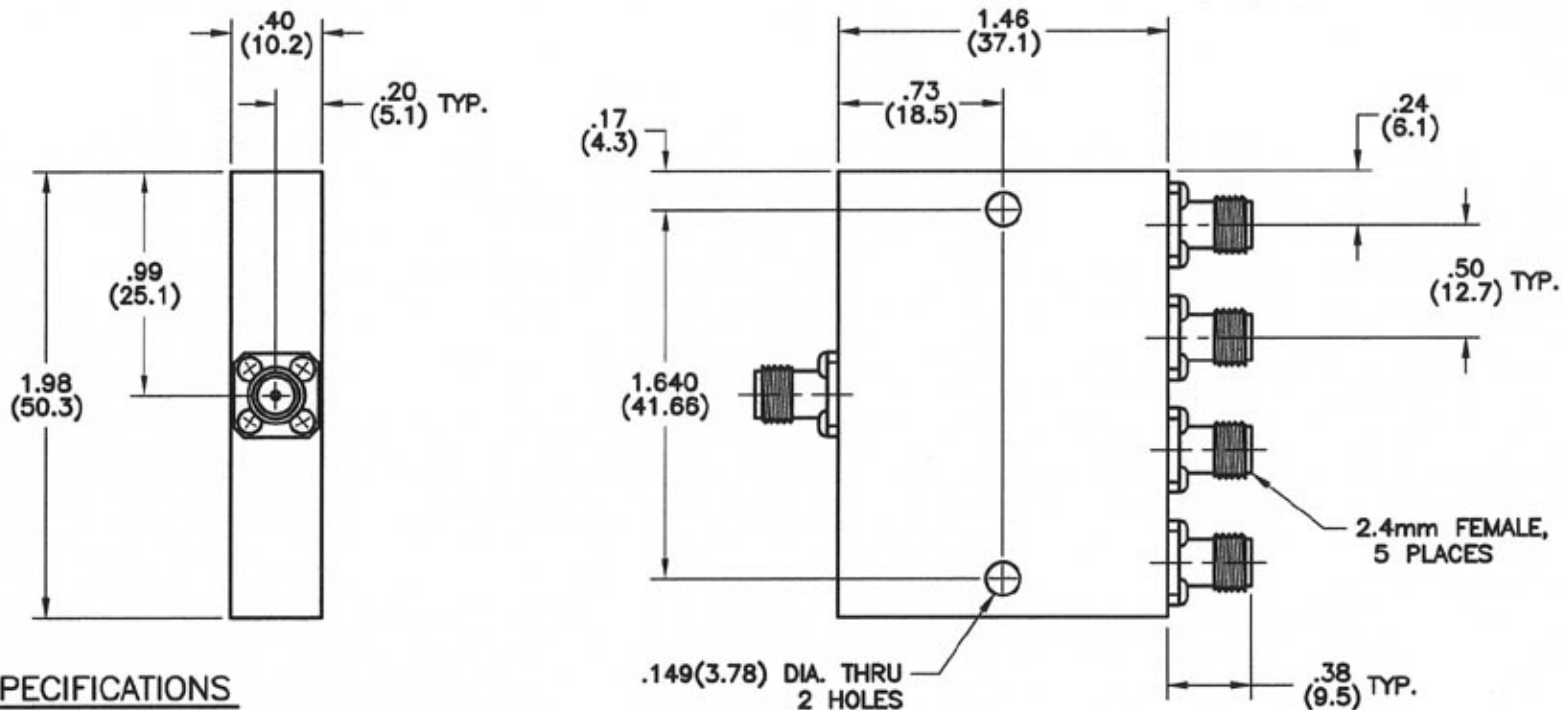 .40
(10.2)
.20
(5.1) TYP.
1.46
(37.1)
.73
(18.5)
.17
(4.3)
.24
(6.1)
.50
(12.7) TYP.
.99
(25.1)
1.98
(50.3)
1.640
(41.66)
2.4mm FEMALE,
5 PLACES
.149(3.78) DIA. THRU
2 HOLES
.38
(9.5) TYP.
PECIFICATIONS